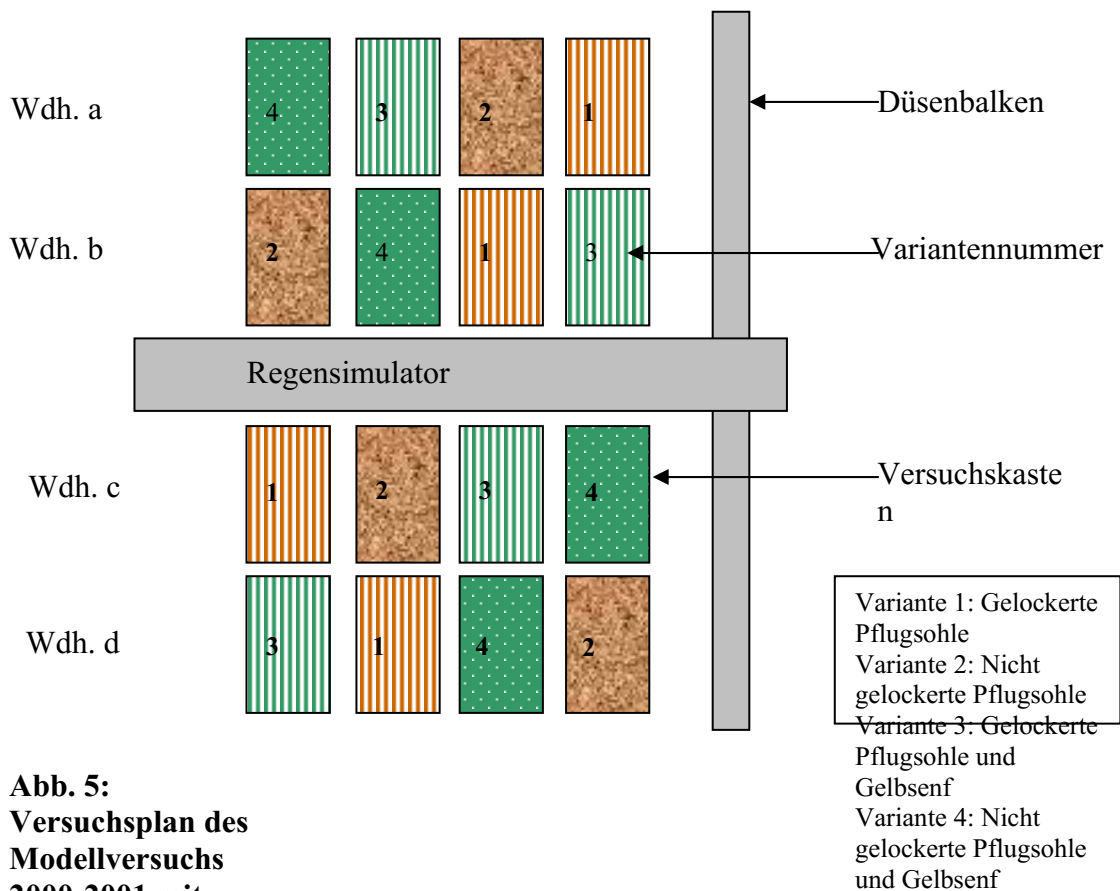 Wdh. a
4
3
2
1
Düsenbalken
Wdh. b
2
4
1
3
Variantennummer
Regensimulator
Wdh. c
1
2
3
4
Versuchskaste
n
Wdh. d
3
1
4
2
Variante 1: Gelockerte
Pflugsohle
Variante 2: Nicht
gelockerte Pflugsohle
Variante 3: Gelockerte
Pflugsohle und
Gelbsenf
Variante 4: Nicht
gelockerte Pflugsohle
und Gelbsenf
Abb. 5:
Versuchsplan des
Modellversuchs